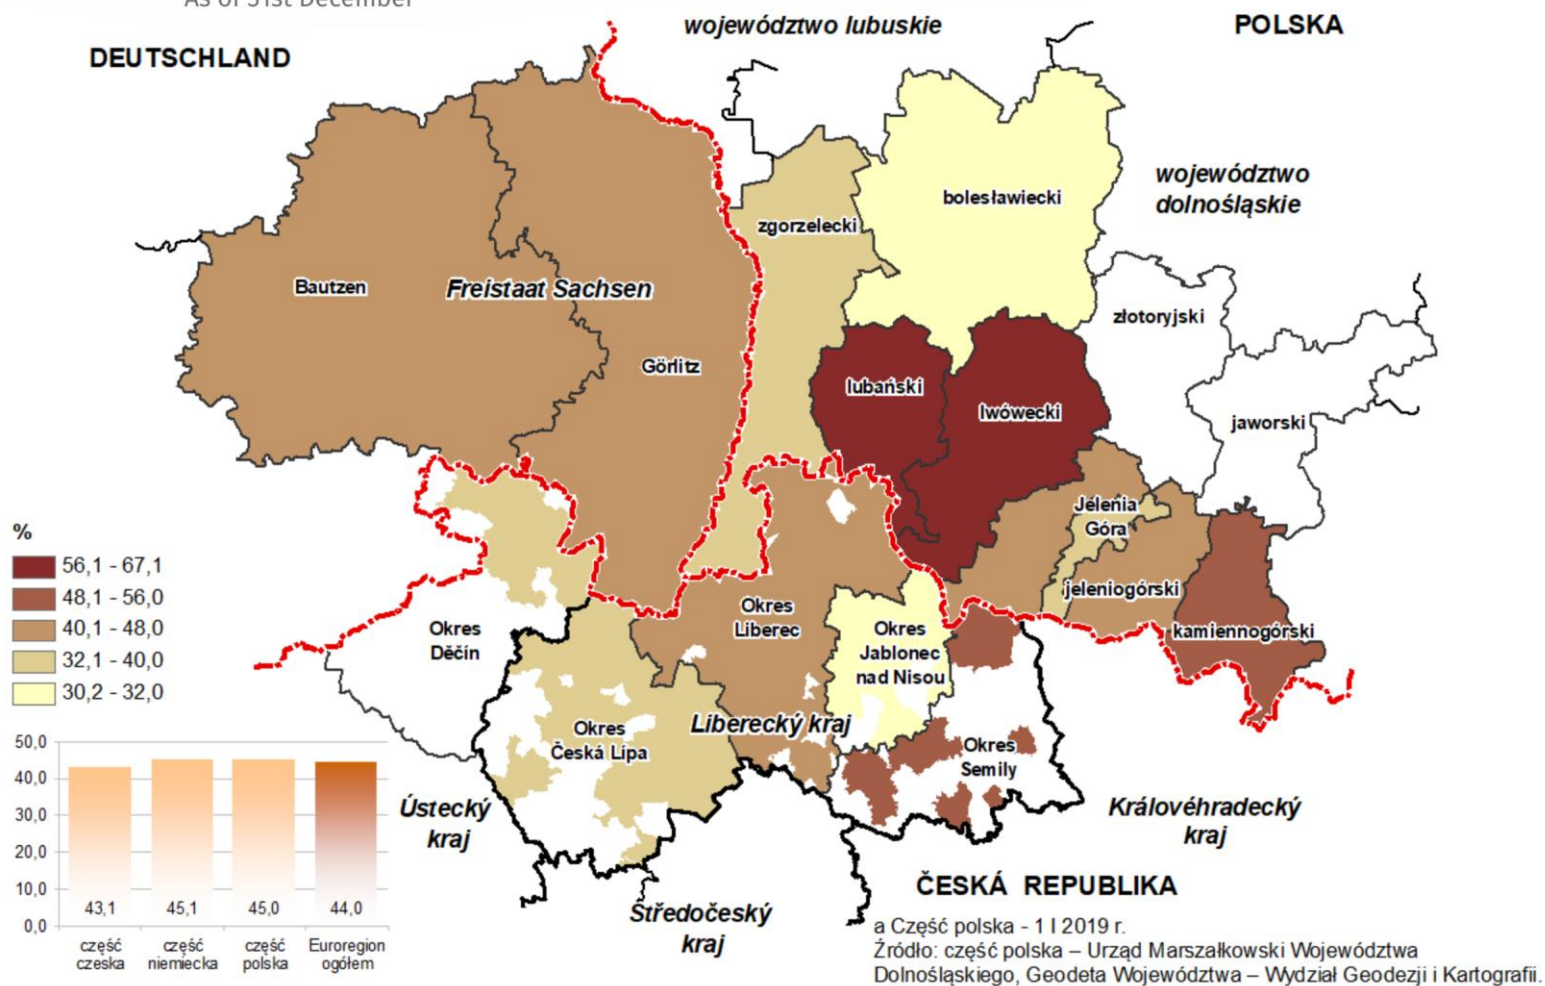 As of 31st December
województwo lubuskie
POLSKA
DEUTSCHLAND
województwo
dolnośląskie
bolesławiecki
zgorzelecki
Bautzen
Freistaat Sachsen
złotoryjski
Görlitz
lubański
lwówecki
jaworski
Jelenia
Góra
jeleniogórski
kamiennogórski
%
56,1 - 67,1
48,1 - 56,0
40,1 - 48,0
32,1 - 40,0
30,2 - 32,0
Okres
Děčín
Okres
Liberec
Okres
Jablonec
nad Nisou
Okres
Česká Lípa
Liberecký kraj
Okres
Semily
Ústecký
kraj
Královéhradecký
kraj
Středočeský
kraj
ČESKÁ REPUBLIKA
50,0
40,0
30,0
20,0
10,0
0,0
43,1
45,1
45,0
44,0
część
czeska
część
niemiecka
część
polska
Euroregion
ogółem
a Część polska - 1 I 2019 r.
Źródło: część polska – Urząd Marszałkowski Województwa
Dolnośląskiego, Geodeta Województwa – Wydział Geodezji i Kartografii.